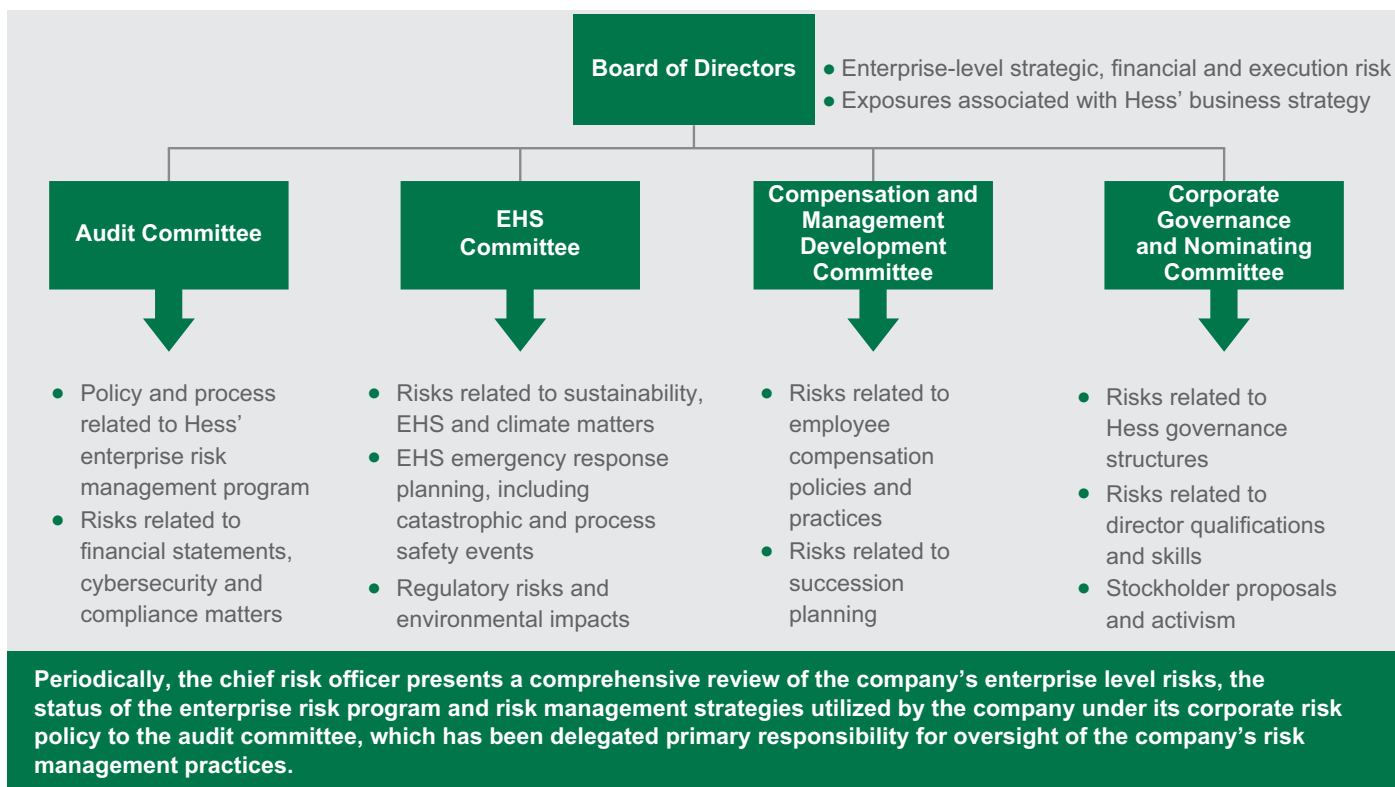 Board of Directors
● Enterprise-level strategic, financial and execution risk
● Exposures associated with Hess’ business strategy
Audit Committee
EHS
Committee
Compensation and
Management
Development
Committee
Corporate
Governance
and Nominating
Committee
● Policy and process
related to Hess’
enterprise risk
management program
● Risks related to
financial statements,
cybersecurity and
compliance matters
● Risks related to sustainability,
EHS and climate matters
● EHS emergency response
planning, including
catastrophic and process
safety events
● Regulatory risks and
environmental impacts
● Risks related to
employee
compensation
policies and
practices
● Risks related to
succession
planning
● Risks related to
Hess governance
structures
● Risks related to
director qualifications
and skills
● Stockholder proposals
and activism
Periodically, the chief risk officer presents a comprehensive review of the company’s enterprise level risks, the
status of the enterprise risk program and risk management strategies utilized by the company under its corporate risk
policy to the audit committee, which has been delegated primary responsibility for oversight of the company’s risk
management practices.